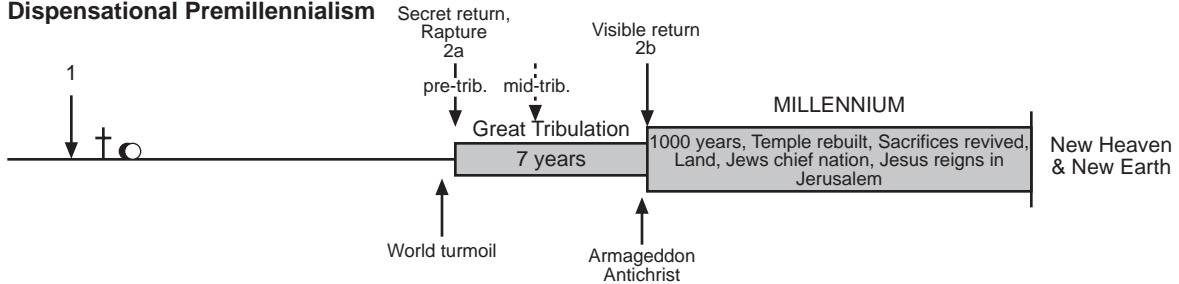 Dispensational Premillennialism
Secret return,
Rapture
2a
Visible return
2b
1
pre-trib.
mid-trib.
MILLENNIUM
Great Tribulation
7 years
1000 years, Temple rebuilt, Sacrifices revived,
Land, Jews chief nation, Jesus reigns in
Jerusalem
New Heaven
& New Earth
World turmoil
Armageddon
Antichrist